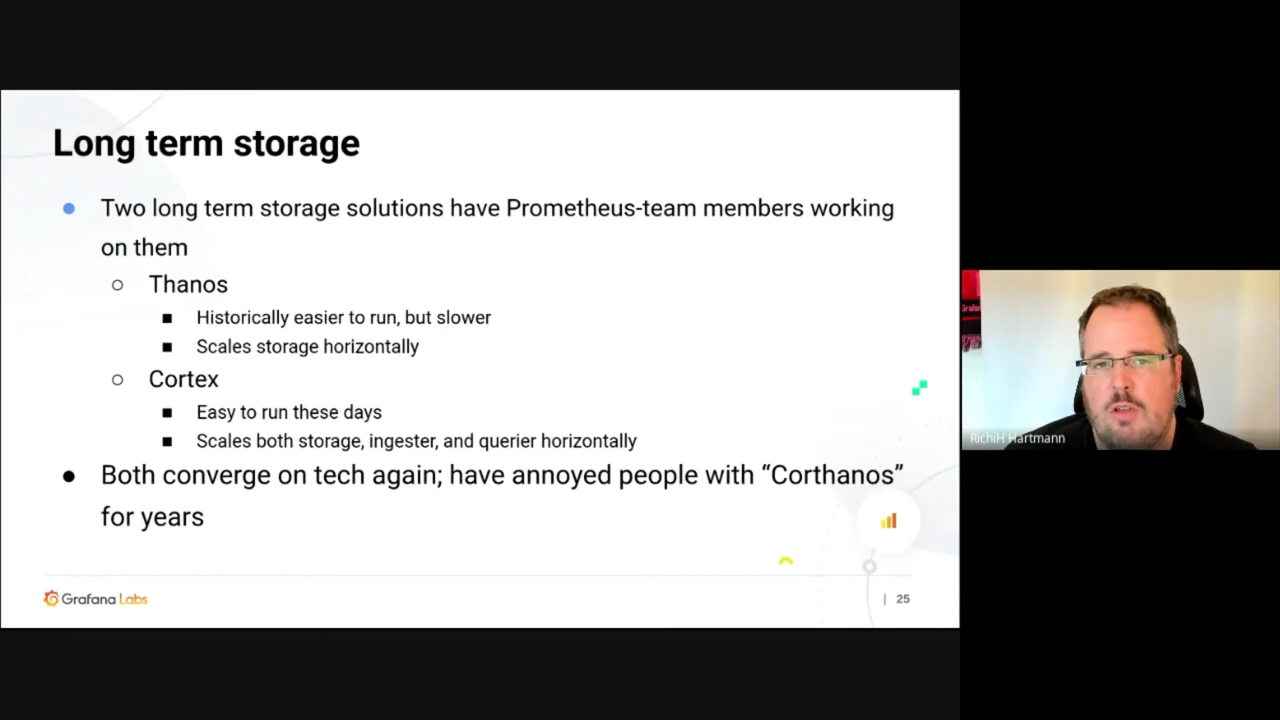 Long term storage
Two long term storage solutions have Prometheus-team members working
on them
Thanos
Historically easier to run, but slower
Scales storage horizontally
Cortex
Easy to run these days
Scales both storage, ingester, and querier horizontally
Both converge on tech again; have annoyed people with “Corthanos”
for years
Grafana Labs
| 25
RichiH Hartmann